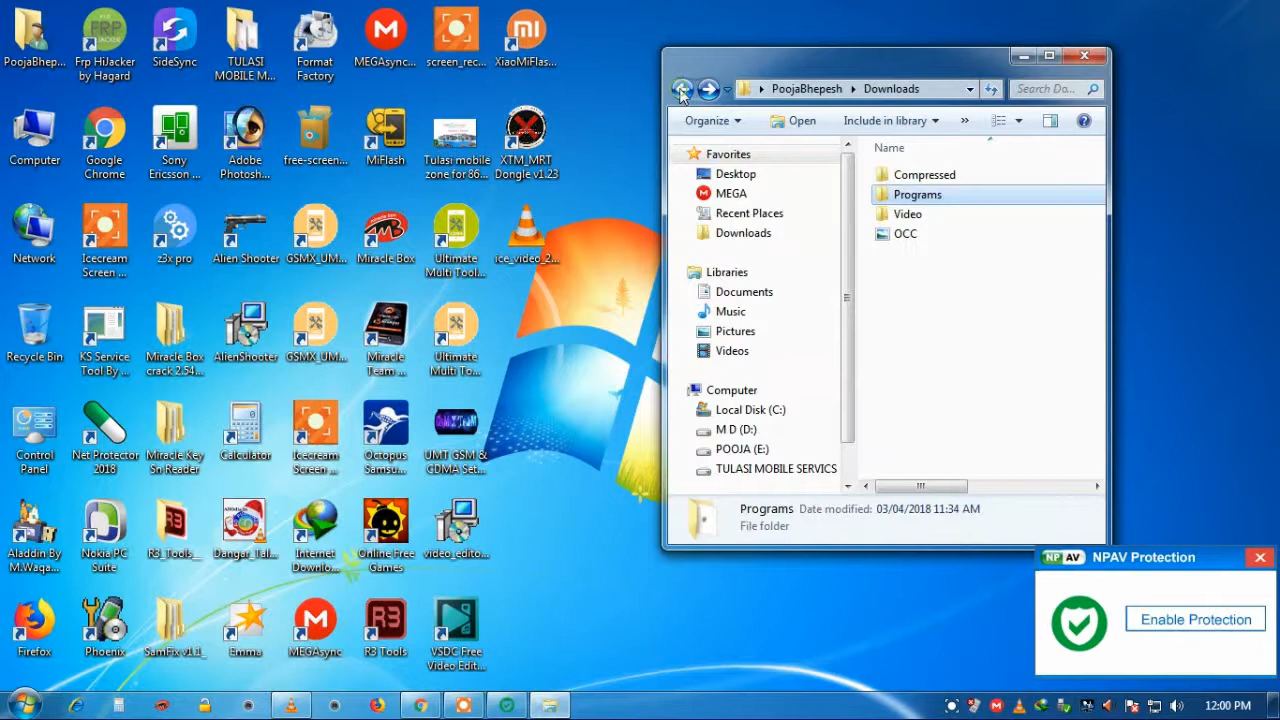 PoojaBhep...
Frp HiJacker
by Hagard
SideSync
TULASI
MOBILE M...
Format
Factory
MEGAsync...
screen_rec...
XiaoMiFlas...
Computer
Google
Chrome
Sony
Ericsson ...
Adobe
Photosh...
free-screen...
MiFlash
Tulasi mobile
zone for 86...
XTM_MRT
Dongle v1.23
Network
Icecream
Screen ...
z3x pro
Alien Shooter
GSMX_UM...
Miracle Box
Ultimate
Multi Tool...
ice_video_2...
Recycle Bin
KS Service
Tool By ...
Miracle Box
crack 2.54...
AlienShooter
GSMX_UM...
Miracle
Team ...
Ultimate
Multi To...
Control
Panel
Net Protector
2018
Miracle Key
Sn Reader
Calculator
Icecream
Screen ...
Octopus
Samsu...
UMT GSM &
CDMA Set...
Aladdin By
M.Waqa...
Nokia PC
Suite
R3_Tools_
Dangar_Tal...
Internet
Downlo...
Online Free
Games
video_edito...
Firefox
Phoenix
SamFix v1.1_
Emma
MEGAsync
R3 Tools
VSDC Free
Video Edit...
PoojaBhepesh
Downloads
Search Do...
Organize
Open
Include in library
»
Favorites
Desktop
MEGA
Recent Places
Downloads
Libraries
Documents
Music
Pictures
Videos
Computer
Local Disk (C:)
M D (D:)
POOJA (E:)
TULASI MOBILE SERVICS
Name
Compressed
Programs
Video
OCC
Programs Date modified: 03/04/2018 11:34 AM
File folder
NP AV NPAV Protection
Enable Protection
12:00 PM